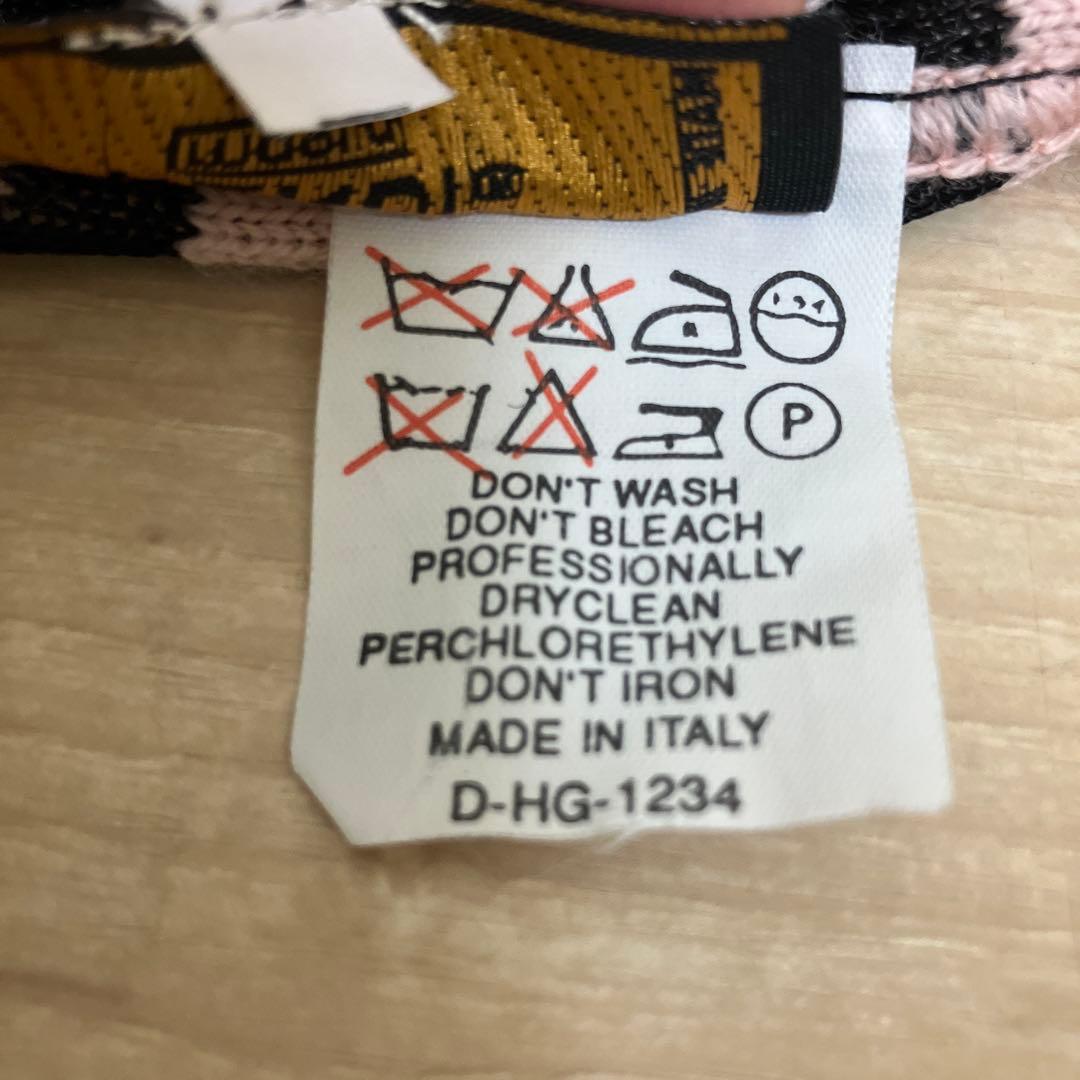 P
DON'T WASH
DON'T BLEACH
PROFESSIONALLY
DRYCLEAN
PERCHLORETHYLENE
DON'T IRON
MADE IN ITALY
D-HG-1234